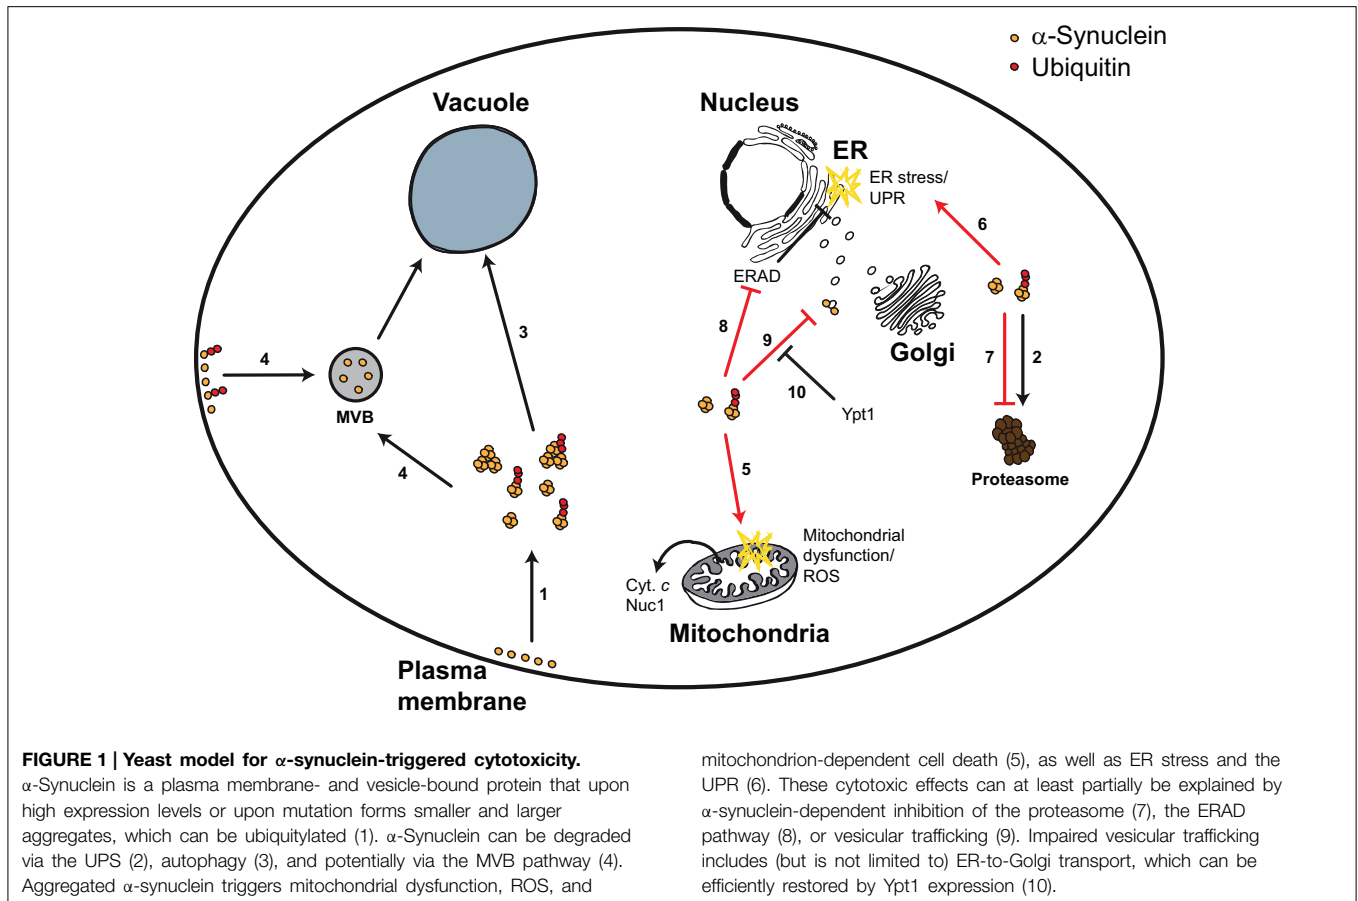 α-Synuclein
Ubiquitin
Vacuole
Nucleus
ER
ER stress/
UPR
6
ERAD
3
8
9
Golgi
7
2
4
MVB
10
Ypt1
4
5
Proteasome
Mitochondrial
dysfunction/
ROS
Cyt. c
Nuc1
1
Mitochondria
Plasma
membrane
FIGURE 1 | Yeast model for α-synuclein-triggered cytotoxicity.
α-Synuclein is a plasma membrane- and vesicle-bound protein that upon
high expression levels or upon mutation forms smaller and larger
aggregates, which can be ubiquitylated (1). α-Synuclein can be degraded
via the UPS (2), autophagy (3), and potentially via the MVB pathway (4).
Aggregated α-synuclein triggers mitochondrial dysfunction, ROS, and
mitochondrion-dependent cell death (5), as well as ER stress and the
UPR (6). These cytotoxic effects can at least partially be explained by
α-synuclein-dependent inhibition of the proteasome (7), the ERAD
pathway (8), or vesicular trafficking (9). Impaired vesicular trafficking
includes (but is not limited to) ER-to-Golgi transport, which can be
efficiently restored by Ypt1 expression (10).